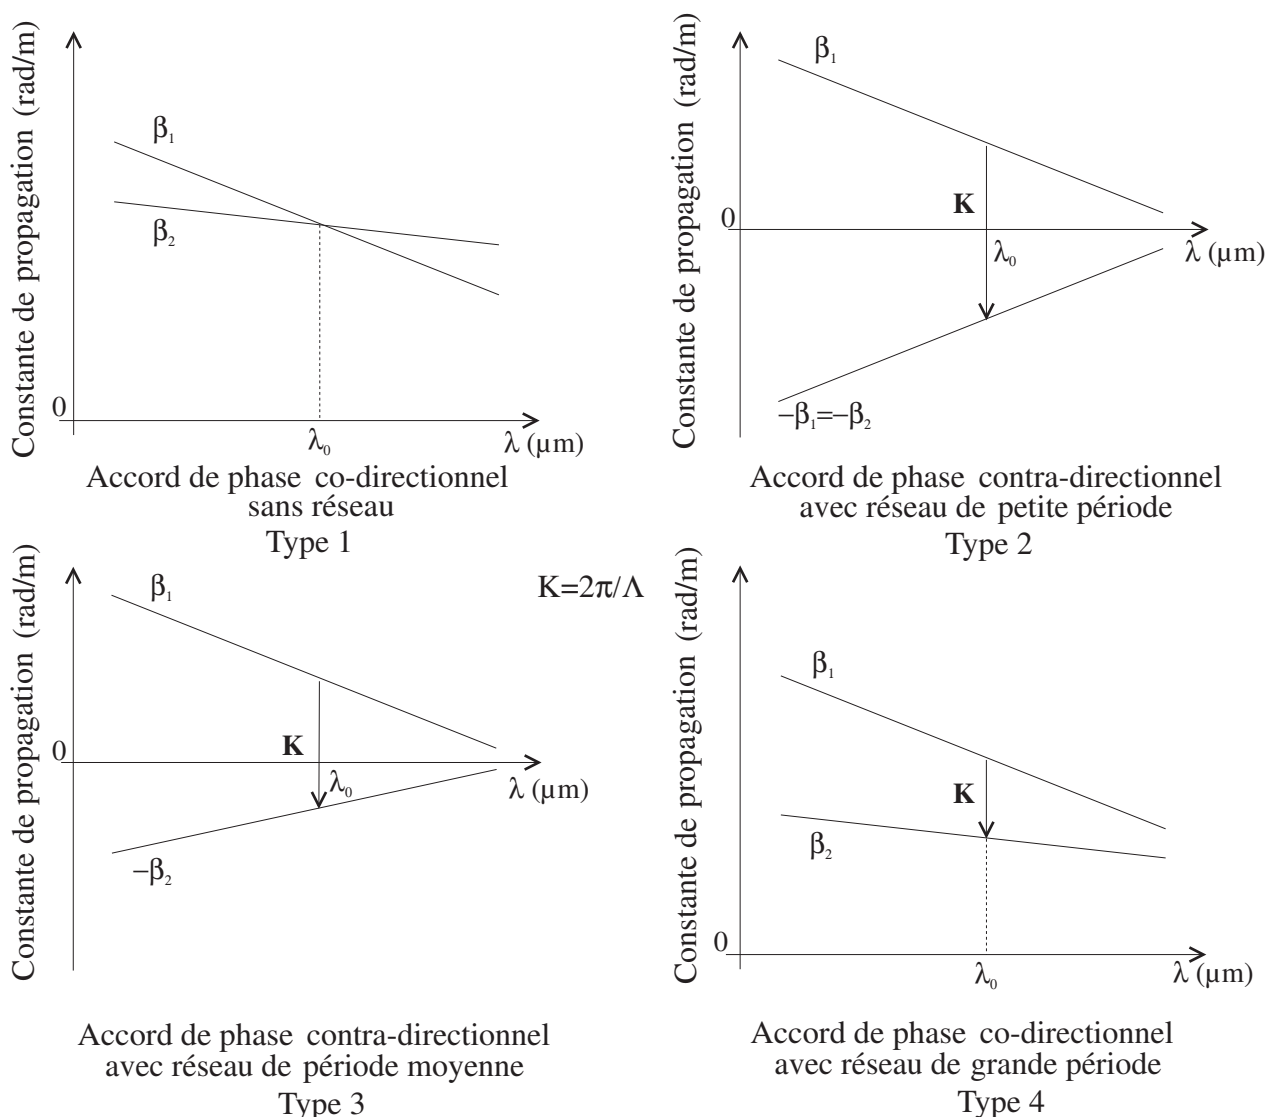 Constante de propagation (rad/m)
β₁
β₂
0
λ₀
λ (µm)
Accord de phase co-directionnel
sans réseau
Type 1
Constante de propagation (rad/m)
β₁
K
0
λ₀
λ (µm)
−β₁=−β₂
Accord de phase contra-directionnel
avec réseau de petite période
Type 2
Constante de propagation (rad/m)
β₁
K=2π/Λ
K
0
λ₀
λ (µm)
−β₂
Accord de phase contra-directionnel
avec réseau de période moyenne
Type 3
Constante de propagation (rad/m)
β₁
K
β₂
0
λ₀
λ (µm)
Accord de phase co-directionnel
avec réseau de grande période
Type 4